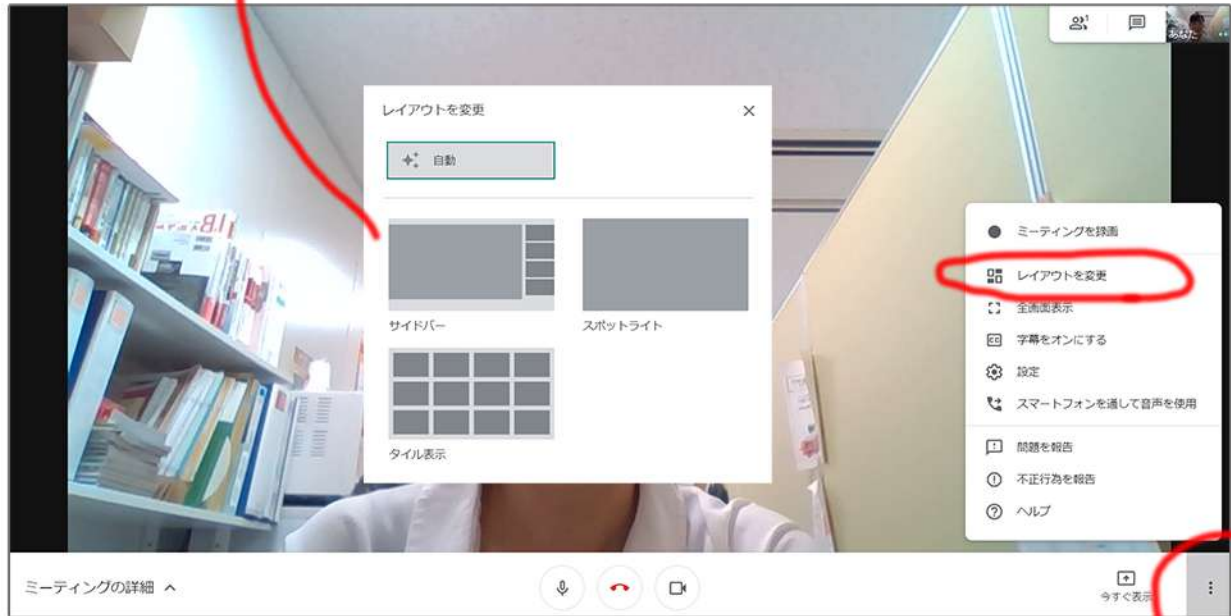 1
あなた
レイアウトを変更
自動
サイドバー
スポットライト
タイル表示
ミーティングを録画
レイアウトを変更
全画面表示
字幕をオンにする
設定
スマートフォンを通して音声を使用
問題を報告
不正行為を報告
ヘルプ
ミーティングの詳細
今すぐ表示